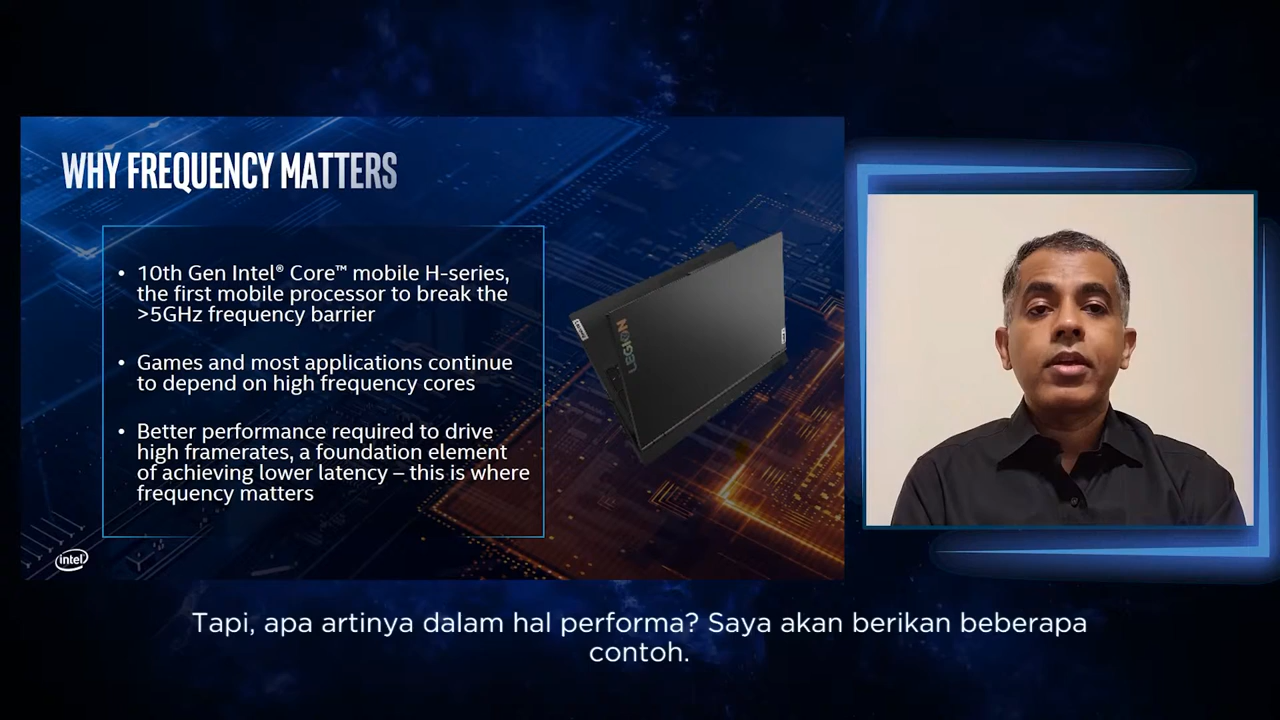 WHY FREQUENCY MATTERS
• 10th Gen Intel® Core™ mobile H-series,
the first mobile processor to break the
>5GHz frequency barrier
• Games and most applications continue
to depend on high frequency cores
• Better performance required to drive
high framerates, a foundation element
of achieving lower latency – this is where
frequency matters
LEGION
intel
Tapi, apa artinya dalam hal performa? Saya akan berikan beberapa
contoh.